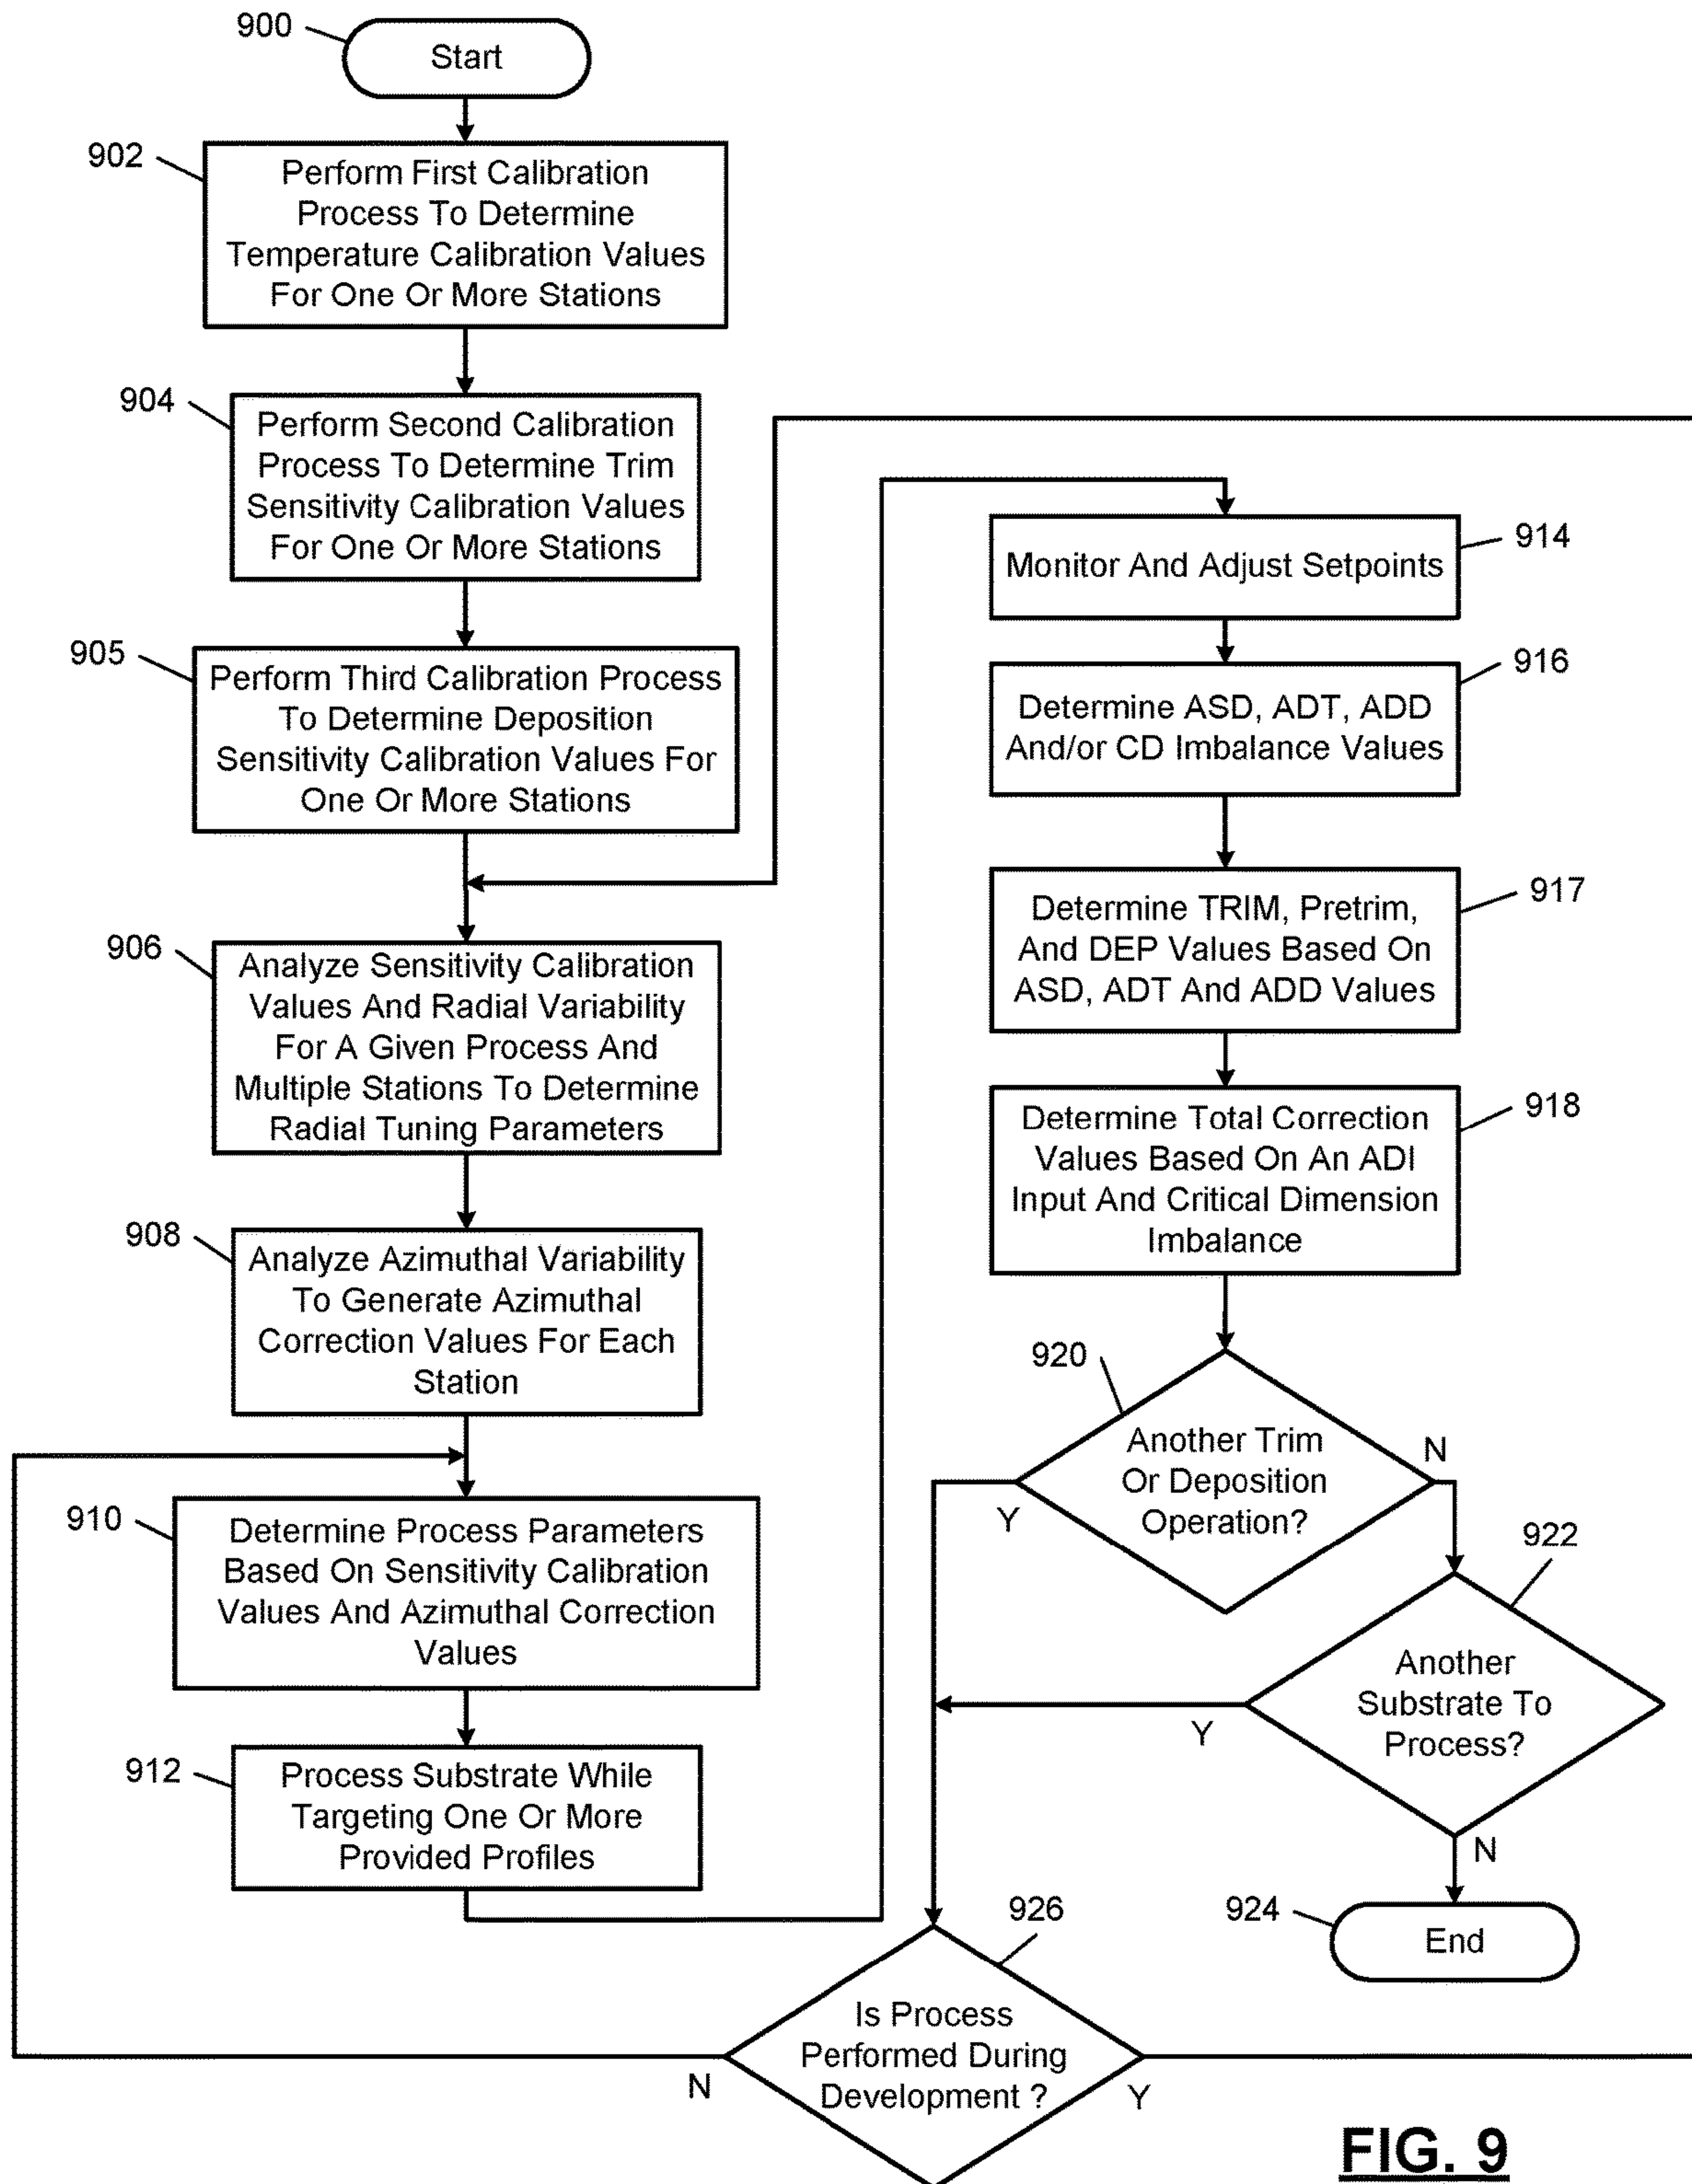 900
Start
902
Perform First Calibration
Process To Determine
Temperature Calibration Values
For One Or More Stations
904
Perform Second Calibration
Process To Determine Trim
Sensitivity Calibration Values
For One Or More Stations
905
Perform Third Calibration Process
To Determine Deposition
Sensitivity Calibration Values For
One Or More Stations
906
Analyze Sensitivity Calibration
Values And Radial Variability
For A Given Process And
Multiple Stations To Determine
Radial Tuning Parameters
908
Analyze Azimuthal Variability
To Generate Azimuthal
Correction Values For Each
Station
910
Determine Process Parameters
Based On Sensitivity Calibration
Values And Azimuthal Correction
Values
912
Process Substrate While
Targeting One Or More
Provided Profiles
914
Monitor And Adjust Setpoints
916
Determine ASD, ADT, ADD
And/or CD Imbalance Values
917
Determine TRIM, Pretrim,
And DEP Values Based On
ASD, ADT And ADD Values
918
Determine Total Correction
Values Based On An ADI
Input And Critical Dimension
Imbalance
920
Another Trim
Or Deposition
Operation?
Y
N
922
Another
Substrate To
Process?
Y
N
924
End
926
Is Process
Performed During
Development ?
N
Y
FIG. 9